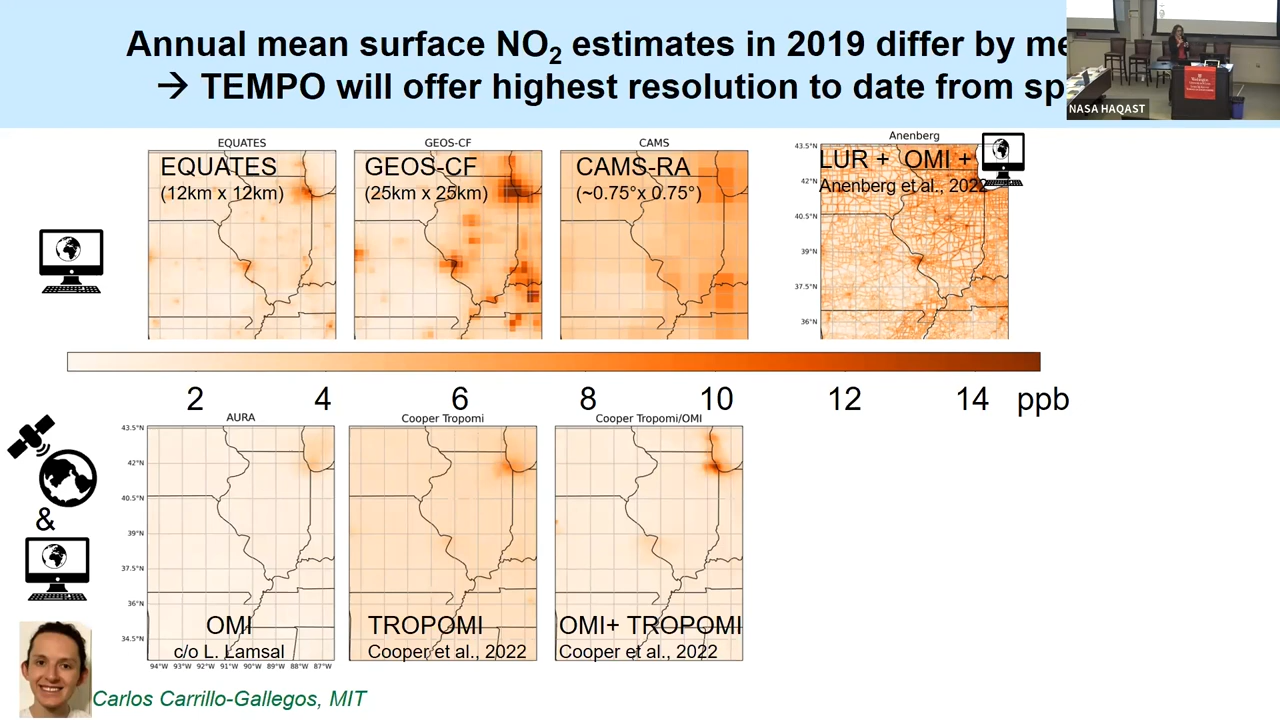 Annual mean surface NO2 estimates in 2019 differ by me
→ TEMPO will offer highest resolution to date from sp
NASA HAQAST
EQUATES
EQUATES
(12km x 12km)
GEOS-CF
GEOS-CF
(25km x 25km)
CAMS
CAMS-RA
(~0.75°x 0.75°)
Anenberg
LUR + OMI +
Anenberg et al., 2022
43.5°N
42°N
40.5°N
39°N
37.5°N
36°N
2 4 6 8 10 12 14 ppb
AURA
43.5°N
42°N
40.5°N
39°N
37.5°N
36°N
34.5°N
OMI
c/o L. Lamsal
94°W 93°W 92°W 91°W 90°W 89°W 88°W 87°W
Cooper Tropomi
TROPOMI
Cooper et al., 2022
Cooper Tropomi/OMI
OMI+ TROPOMI
Cooper et al., 2022
&
Carlos Carrillo-Gallegos, MIT